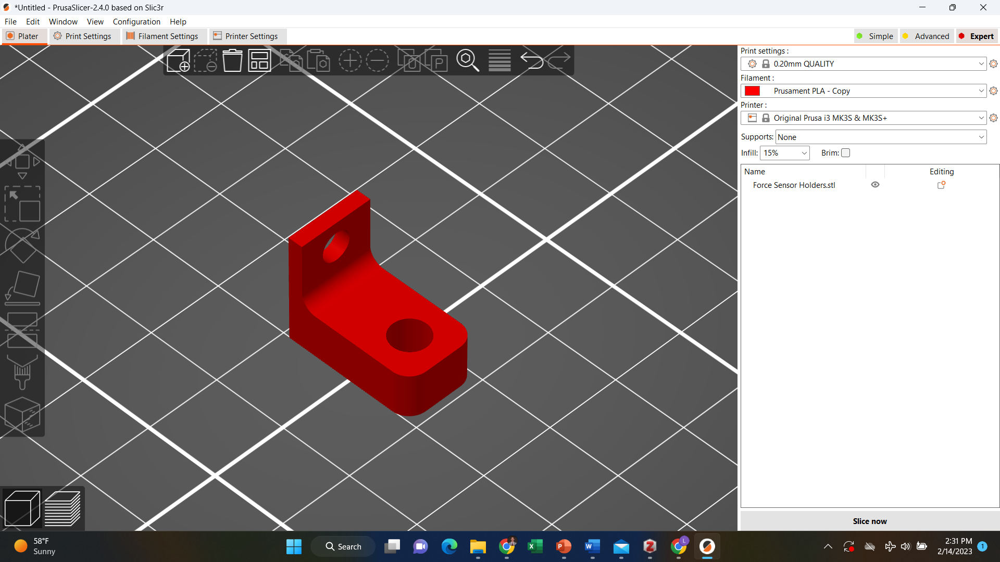 *Untitled - PrusaSlicer-2.4.0 based on Slic3r
File Edit Window View Configuration Help
Plater Print Settings Filament Settings Printer Settings Simple Advanced Expert
Print settings :
0.20mm QUALITY
Filament :
Prusament PLA - Copy
Printer :
Original Prusa i3 MK3S & MK3S+
Supports: None
Infill: 15% Brim:
Name Editing
Force Sensor Holders.stl
Slice now
58°F
Sunny
Search
2:31 PM
2/14/2023
1